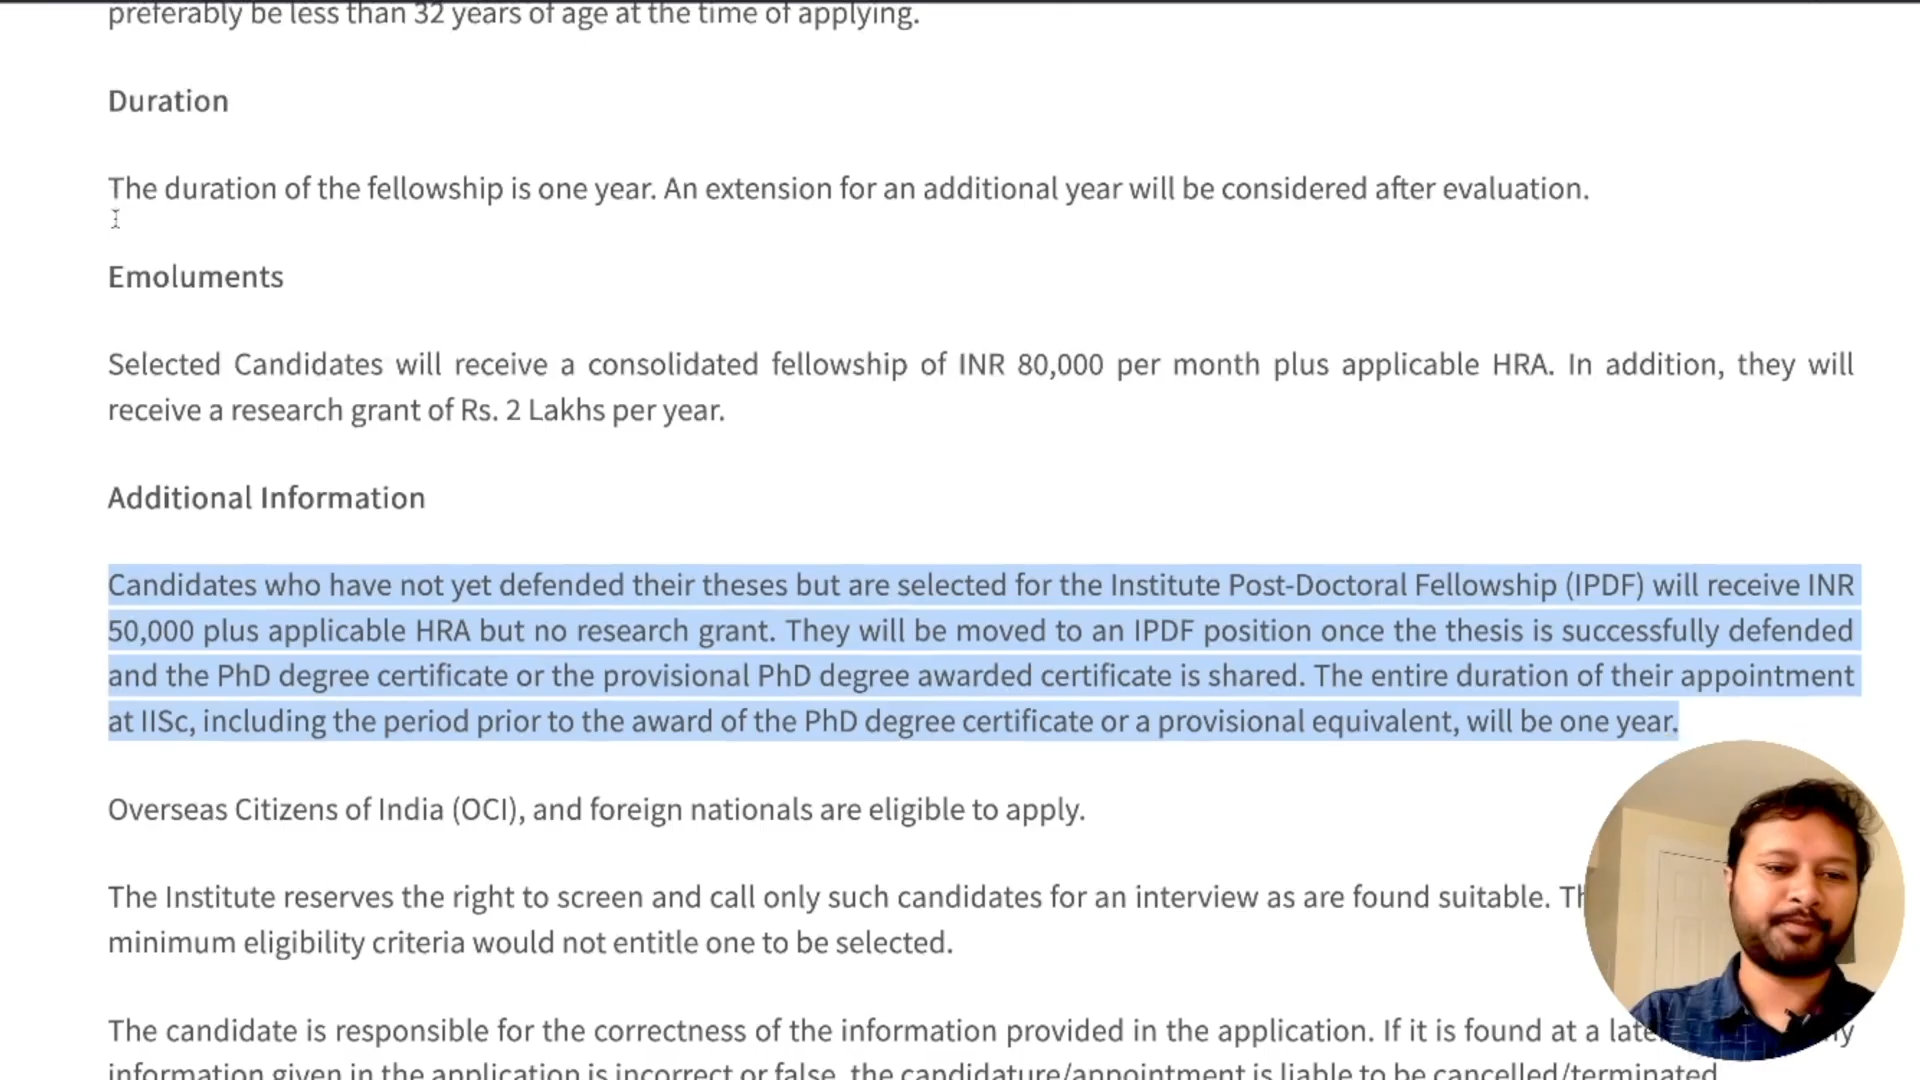 preferably be less than 32 years of age at the time of applying.
Duration
The duration of the fellowship is one year. An extension for an additional year will be considered after evaluation.
Emoluments
Selected Candidates will receive a consolidated fellowship of INR 80,000 per month plus applicable HRA. In addition, they will
receive a research grant of Rs. 2 Lakhs per year.
Additional Information
Candidates who have not yet defended their theses but are selected for the Institute Post-Doctoral Fellowship (IPDF) will receive INR
50,000 plus applicable HRA but no research grant. They will be moved to an IPDF position once the thesis is successfully defended
and the PhD degree certificate or the provisional PhD degree awarded certificate is shared. The entire duration of their appointment
at IISc, including the period prior to the award of the PhD degree certificate or a provisional equivalent, will be one year.
Overseas Citizens of India (OCI), and foreign nationals are eligible to apply.
The Institute reserves the right to screen and call only such candidates for an interview as are found suitable.
minimum eligibility criteria would not entitle one to be selected.
The candidate is responsible for the correctness of the information provided in the application. If it is found at a
information given in the application is incorrect or false, the candidature/appointment is liable to be cancelled/terminated